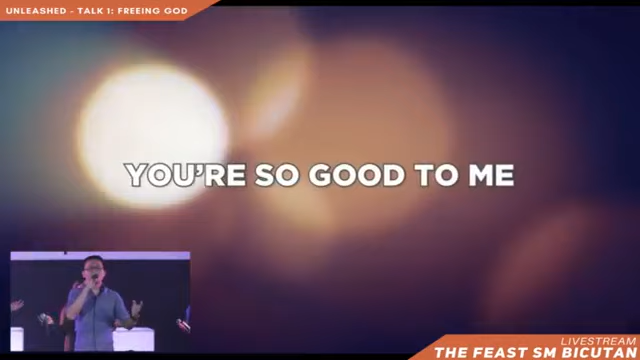 UNLEASHED - TALK 1: FREEING GOD
YOU'RE SO GOOD TO ME
LIVESTREAM
THE FEAST SM BICUTAN